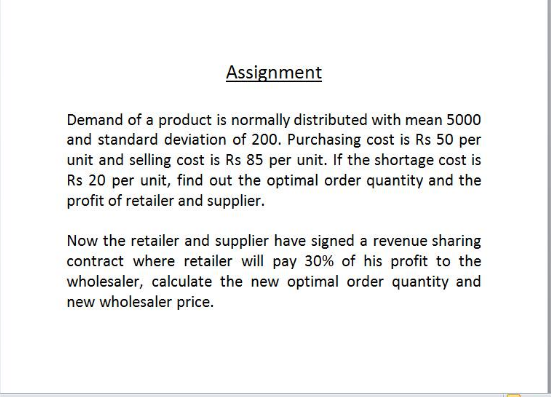 Assignment
Demand of a product is normally distributed with mean 5000
and standard deviation of 200. Purchasing cost is Rs 50 per
unit and selling cost is Rs 85 per unit. If the shortage cost is
Rs 20 per unit, find out the optimal order quantity and the
profit of retailer and supplier.
Now the retailer and supplier have signed a revenue sharing
contract where retailer will pay 30% of his profit to the
wholesaler, calculate the new optimal order quantity and
new wholesaler price.